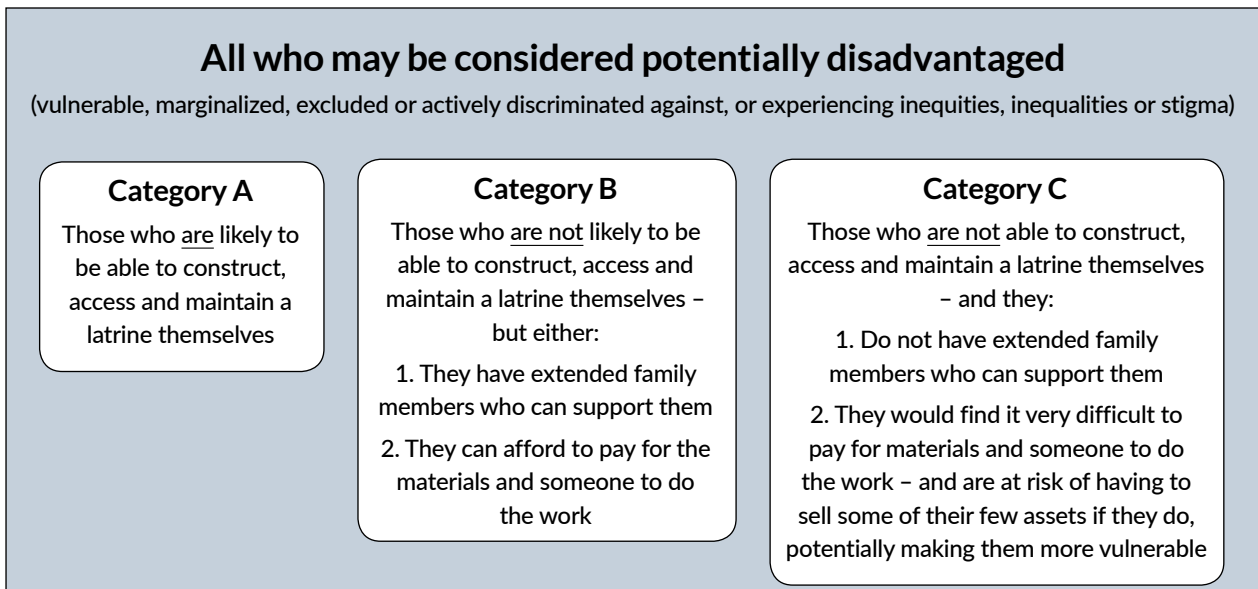 All who may be considered potentially disadvantaged
(vulnerable, marginalized, excluded or actively discriminated against, or experiencing inequities, inequalities or stigma)
Category A
Those who are likely to
be able to construct,
access and maintain a
latrine themselves
Category B
Those who are not likely to be
able to construct, access and
maintain a latrine themselves –
but either:
1. They have extended family
members who can support them
2. They can afford to pay for the
materials and someone to do
the work
Category C
Those who are not able to construct,
access and maintain a latrine themselves
– and they:
1. Do not have extended family
members who can support them
2. They would find it very difficult to
pay for materials and someone to do
the work – and are at risk of having to
sell some of their few assets if they do,
potentially making them more vulnerable